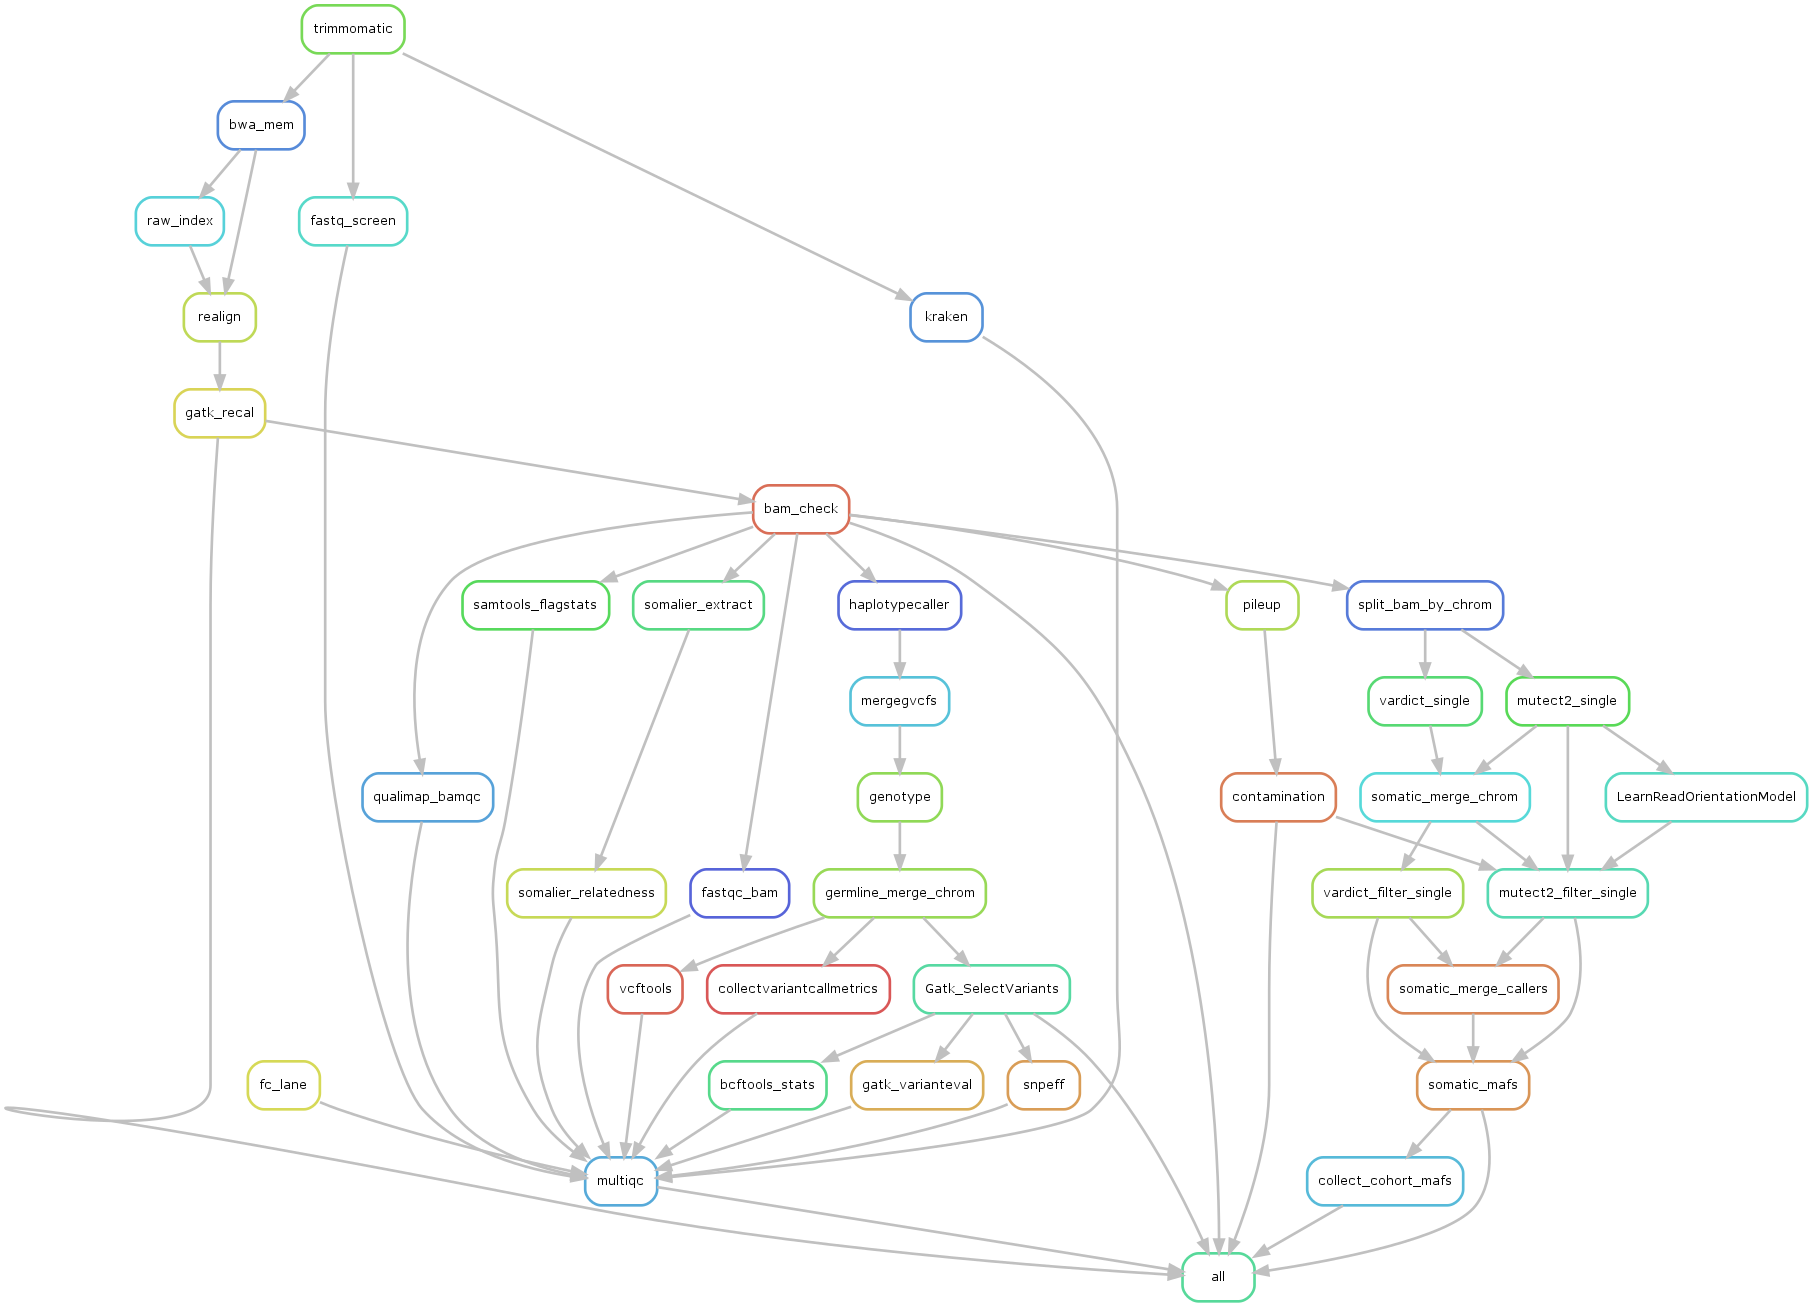 trimmomatic
bwa_mem
raw_index
fastq_screen
realign
kraken
gatk_recal
bam_check
samtools_flagstats
somalier_extract
haplotypecaller
pileup
split_bam_by_chrom
mergegvcfs
vardict_single
mutect2_single
qualimap_bamqc
genotype
contamination
somatic_merge_chrom
LearnReadOrientationModel
somalier_relatedness
fastqc_bam
germline_merge_chrom
vardict_filter_single
mutect2_filter_single
vcftools
collectvariantcallmetrics
Gatk_SelectVariants
somatic_merge_callers
fc_lane
bcftools_stats
gatk_varianteval
snpeff
somatic_mafs
multiqc
collect_cohort_mafs
all